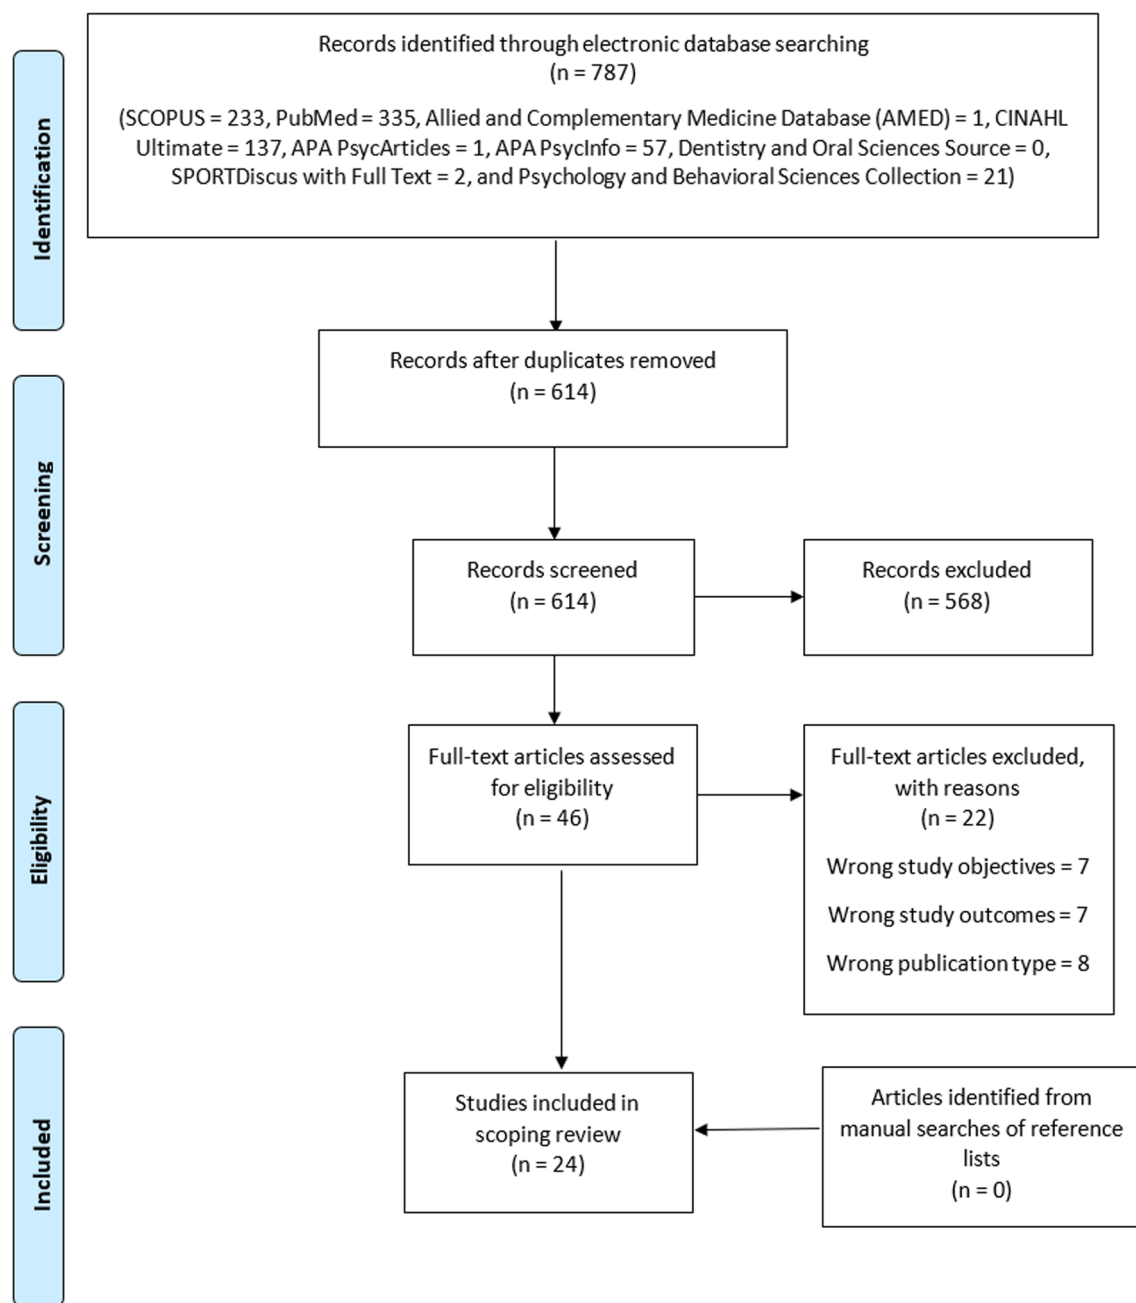 Identification
Records identified through electronic database searching
(n = 787)
(SCOPUS = 233, PubMed = 335, Allied and Complementary Medicine Database (AMED) = 1, CINAHL
Ultimate = 137, APA PsycArticles = 1, APA PsycInfo = 57, Dentistry and Oral Sciences Source = 0,
SPORTDiscus with Full Text = 2, and Psychology and Behavioral Sciences Collection = 21)
Records after duplicates removed
(n = 614)
Screening
Records screened
(n = 614)
Records excluded
(n = 568)
Eligibility
Full-text articles assessed
for eligibility
(n = 46)
Full-text articles excluded,
with reasons
(n = 22)
Wrong study objectives = 7
Wrong study outcomes = 7
Wrong publication type = 8
Included
Studies included in
scoping review
(n = 24)
Articles identified from
manual searches of reference
lists
(n = 0)